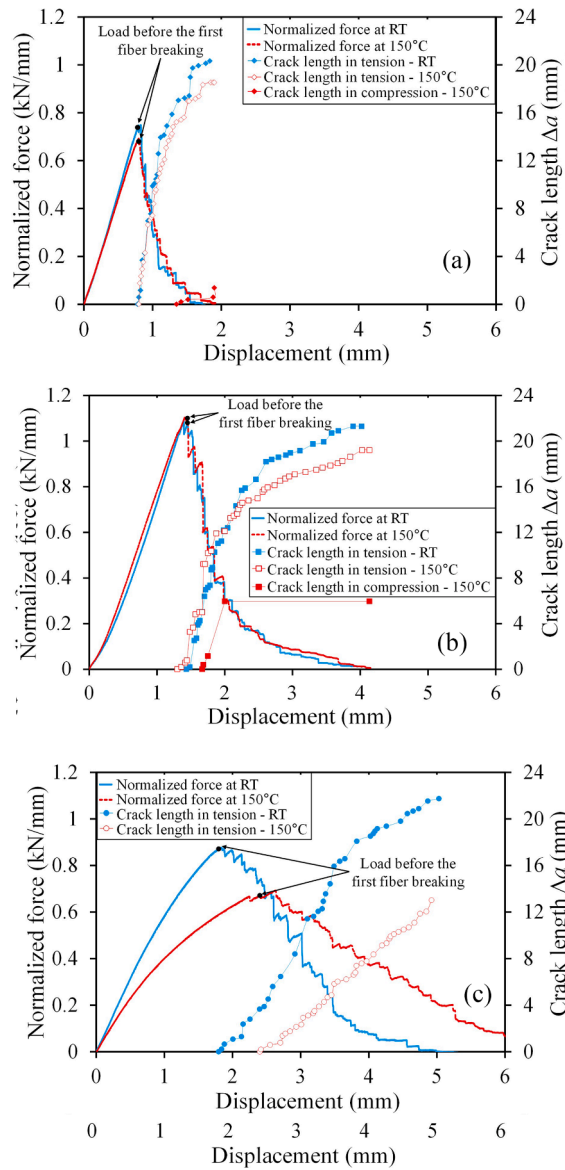 Load before the first
fiber breaking
Normalized force at RT
Normalized force at 150°C
Crack length in tension - RT
Crack length in tension - 150°C
Crack length in compression - 150°C
Normalized force (kN/mm)
Crack length Δa (mm)
1.2
1
0.8
0.6
0.4
0.2
0
24
20
16
12
8
4
0
(a)
0 1 2 3 4 5 6
Displacement (mm)
Load before the
first fiber breaking
Normalized force at RT
Normalized force at 150°C
Crack length in tension - RT
Crack length in tension - 150°C
Crack length in compression - 150°C
Normalized force (kN/mm)
Crack length Δa (mm)
1.2
1
0.8
0.6
0.4
0.2
0
24
20
16
12
8
4
0
(b)
0 1 2 3 4 5 6
Displacement (mm)
Normalized force at RT
Normalized force at 150°C
Crack length in tension - RT
Crack length in tension - 150°C
Load before the
first fiber breaking
Normalized force (kN/mm)
Crack length Δa (mm)
1.2
1
0.8
0.6
0.4
0.2
0
24
20
16
12
8
4
0
(c)
0 1 2 3 4 5 6
Displacement (mm)
0 1 2 3 4 5 6
Displacement (mm)